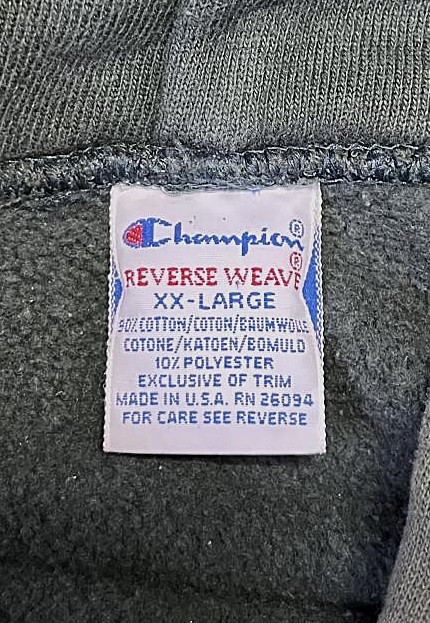 Champion®
REVERSE WEAVE®
XX-LARGE
90% COTTON/COTON/BAUMWOLLE
COTONE/KATOEN/BOMULD
10% POLYESTER
EXCLUSIVE OF TRIM
MADE IN U.S.A. RN 26094
FOR CARE SEE REVERSE